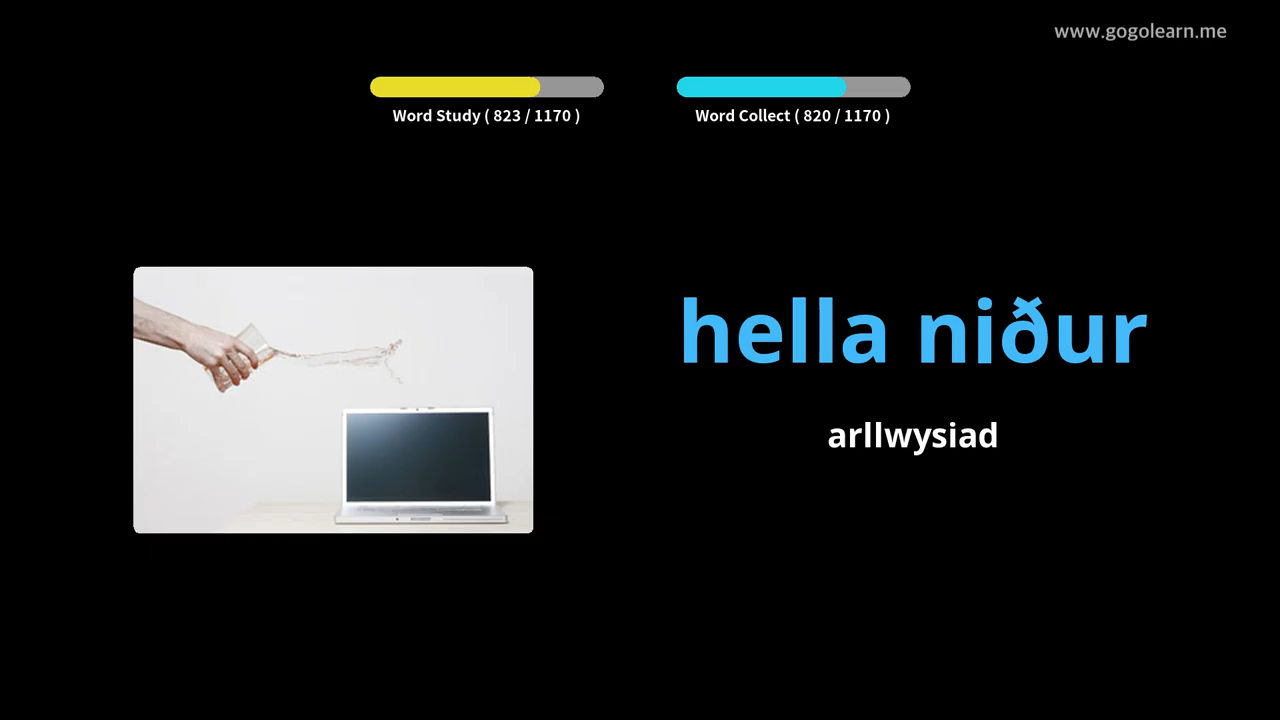 www.gogolearn.me
Word Study ( 823 / 1170 )
Word Collect ( 820 / 1170 )
hella niður
arllwysiad